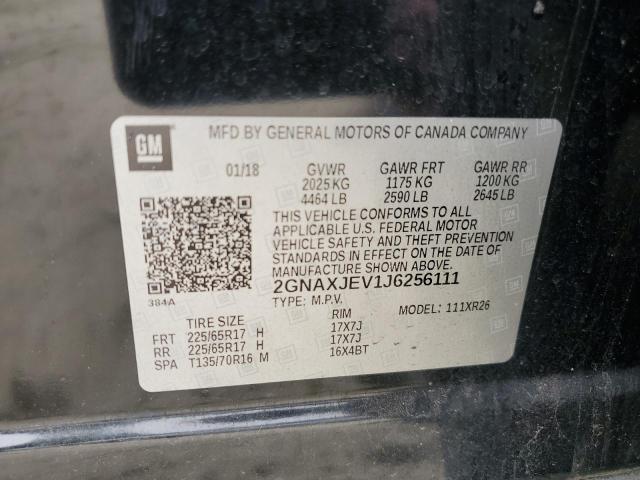 GM
MFD BY GENERAL MOTORS OF CANADA COMPANY
01/18 GVWR GAWR FRT GAWR RR
2025 KG 1175 KG 1200 KG
4464 LB 2590 LB 2645 LB
THIS VEHICLE CONFORMS TO ALL
APPLICABLE U.S. FEDERAL MOTOR
VEHICLE SAFETY AND THEFT PREVENTION
STANDARDS IN EFFECT ON THE DATE OF
MANUFACTURE SHOWN ABOVE.
2GNAXJEV1J6256111
384A
TYPE: M.P.V. MODEL: 111XR26
TIRE SIZE RIM
FRT 225/65R17 H 17X7J
RR 225/65R17 H 17X7J
SPA T135/70R16 M 16X4BT